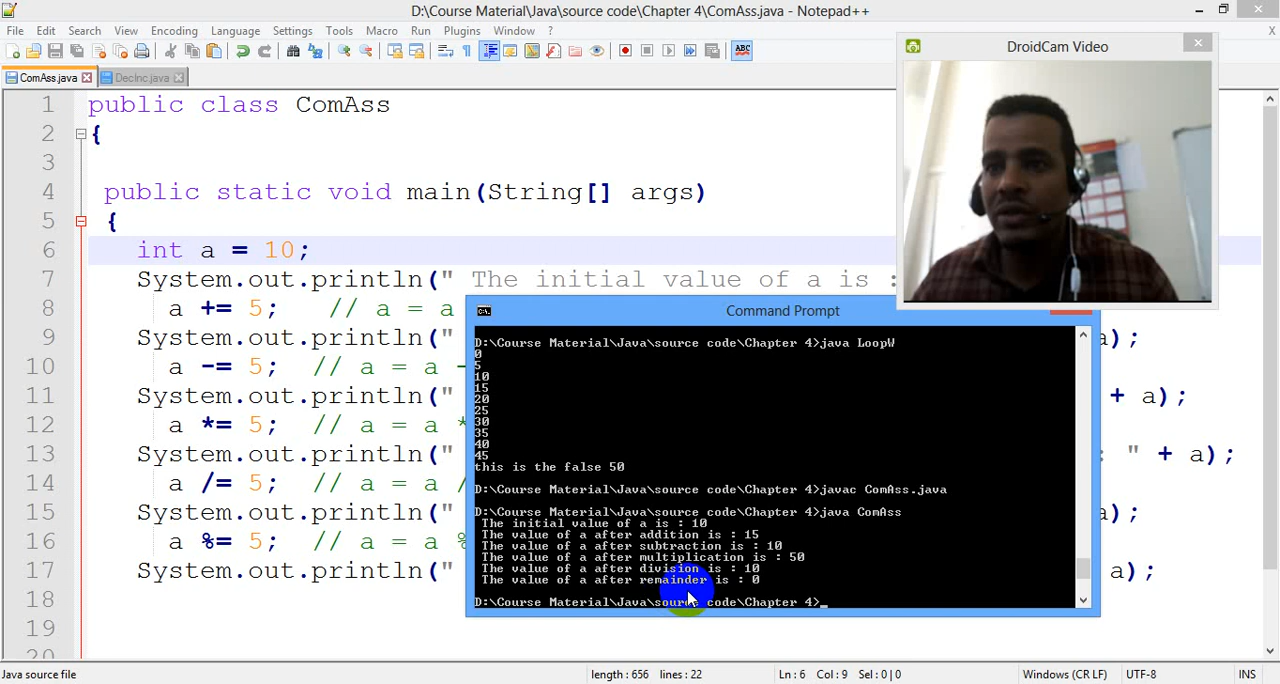 D:\Course Material\Java\source code\Chapter 4\ComAss.java - Notepad++
File Edit Search View Encoding Language Settings Tools Macro Run Plugins Window ? X
ABC
ComAss.java DecInc.java
DroidCam Video
1 public class ComAss
2 {
3
4 public static void main(String[] args)
5 {
6 int a = 10;
7 System.out.println(" The initial value of a is :
8 a += 5; // a = a
9 System.out.println(" a);
10 a -= 5; // a = a -
11 System.out.println(" + a);
12 a *= 5; // a = a *
13 System.out.println(" : " + a);
14 a /= 5; // a = a /
15 System.out.println(" a);
16 a %= 5; // a = a %
17 System.out.println(" a);
18
19
20
Command Prompt
D:\Course Material\Java\source code\Chapter 4>java LoopW
0
5
10
15
20
25
30
35
40
45
this is the false 50
D:\Course Material\Java\source code\Chapter 4>javac ComAss.java
D:\Course Material\Java\source code\Chapter 4>java ComAss
The initial value of a is : 10
The value of a after addition is : 15
The value of a after subtraction is : 10
The value of a after multiplication is : 50
The value of a after division is : 10
The value of a after remainder is : 0
D:\Course Material\Java\source code\Chapter 4>_
Java source file length : 656 lines : 22 Ln : 6 Col : 9 Sel : 0 | 0 Windows (CR LF) UTF-8 INS